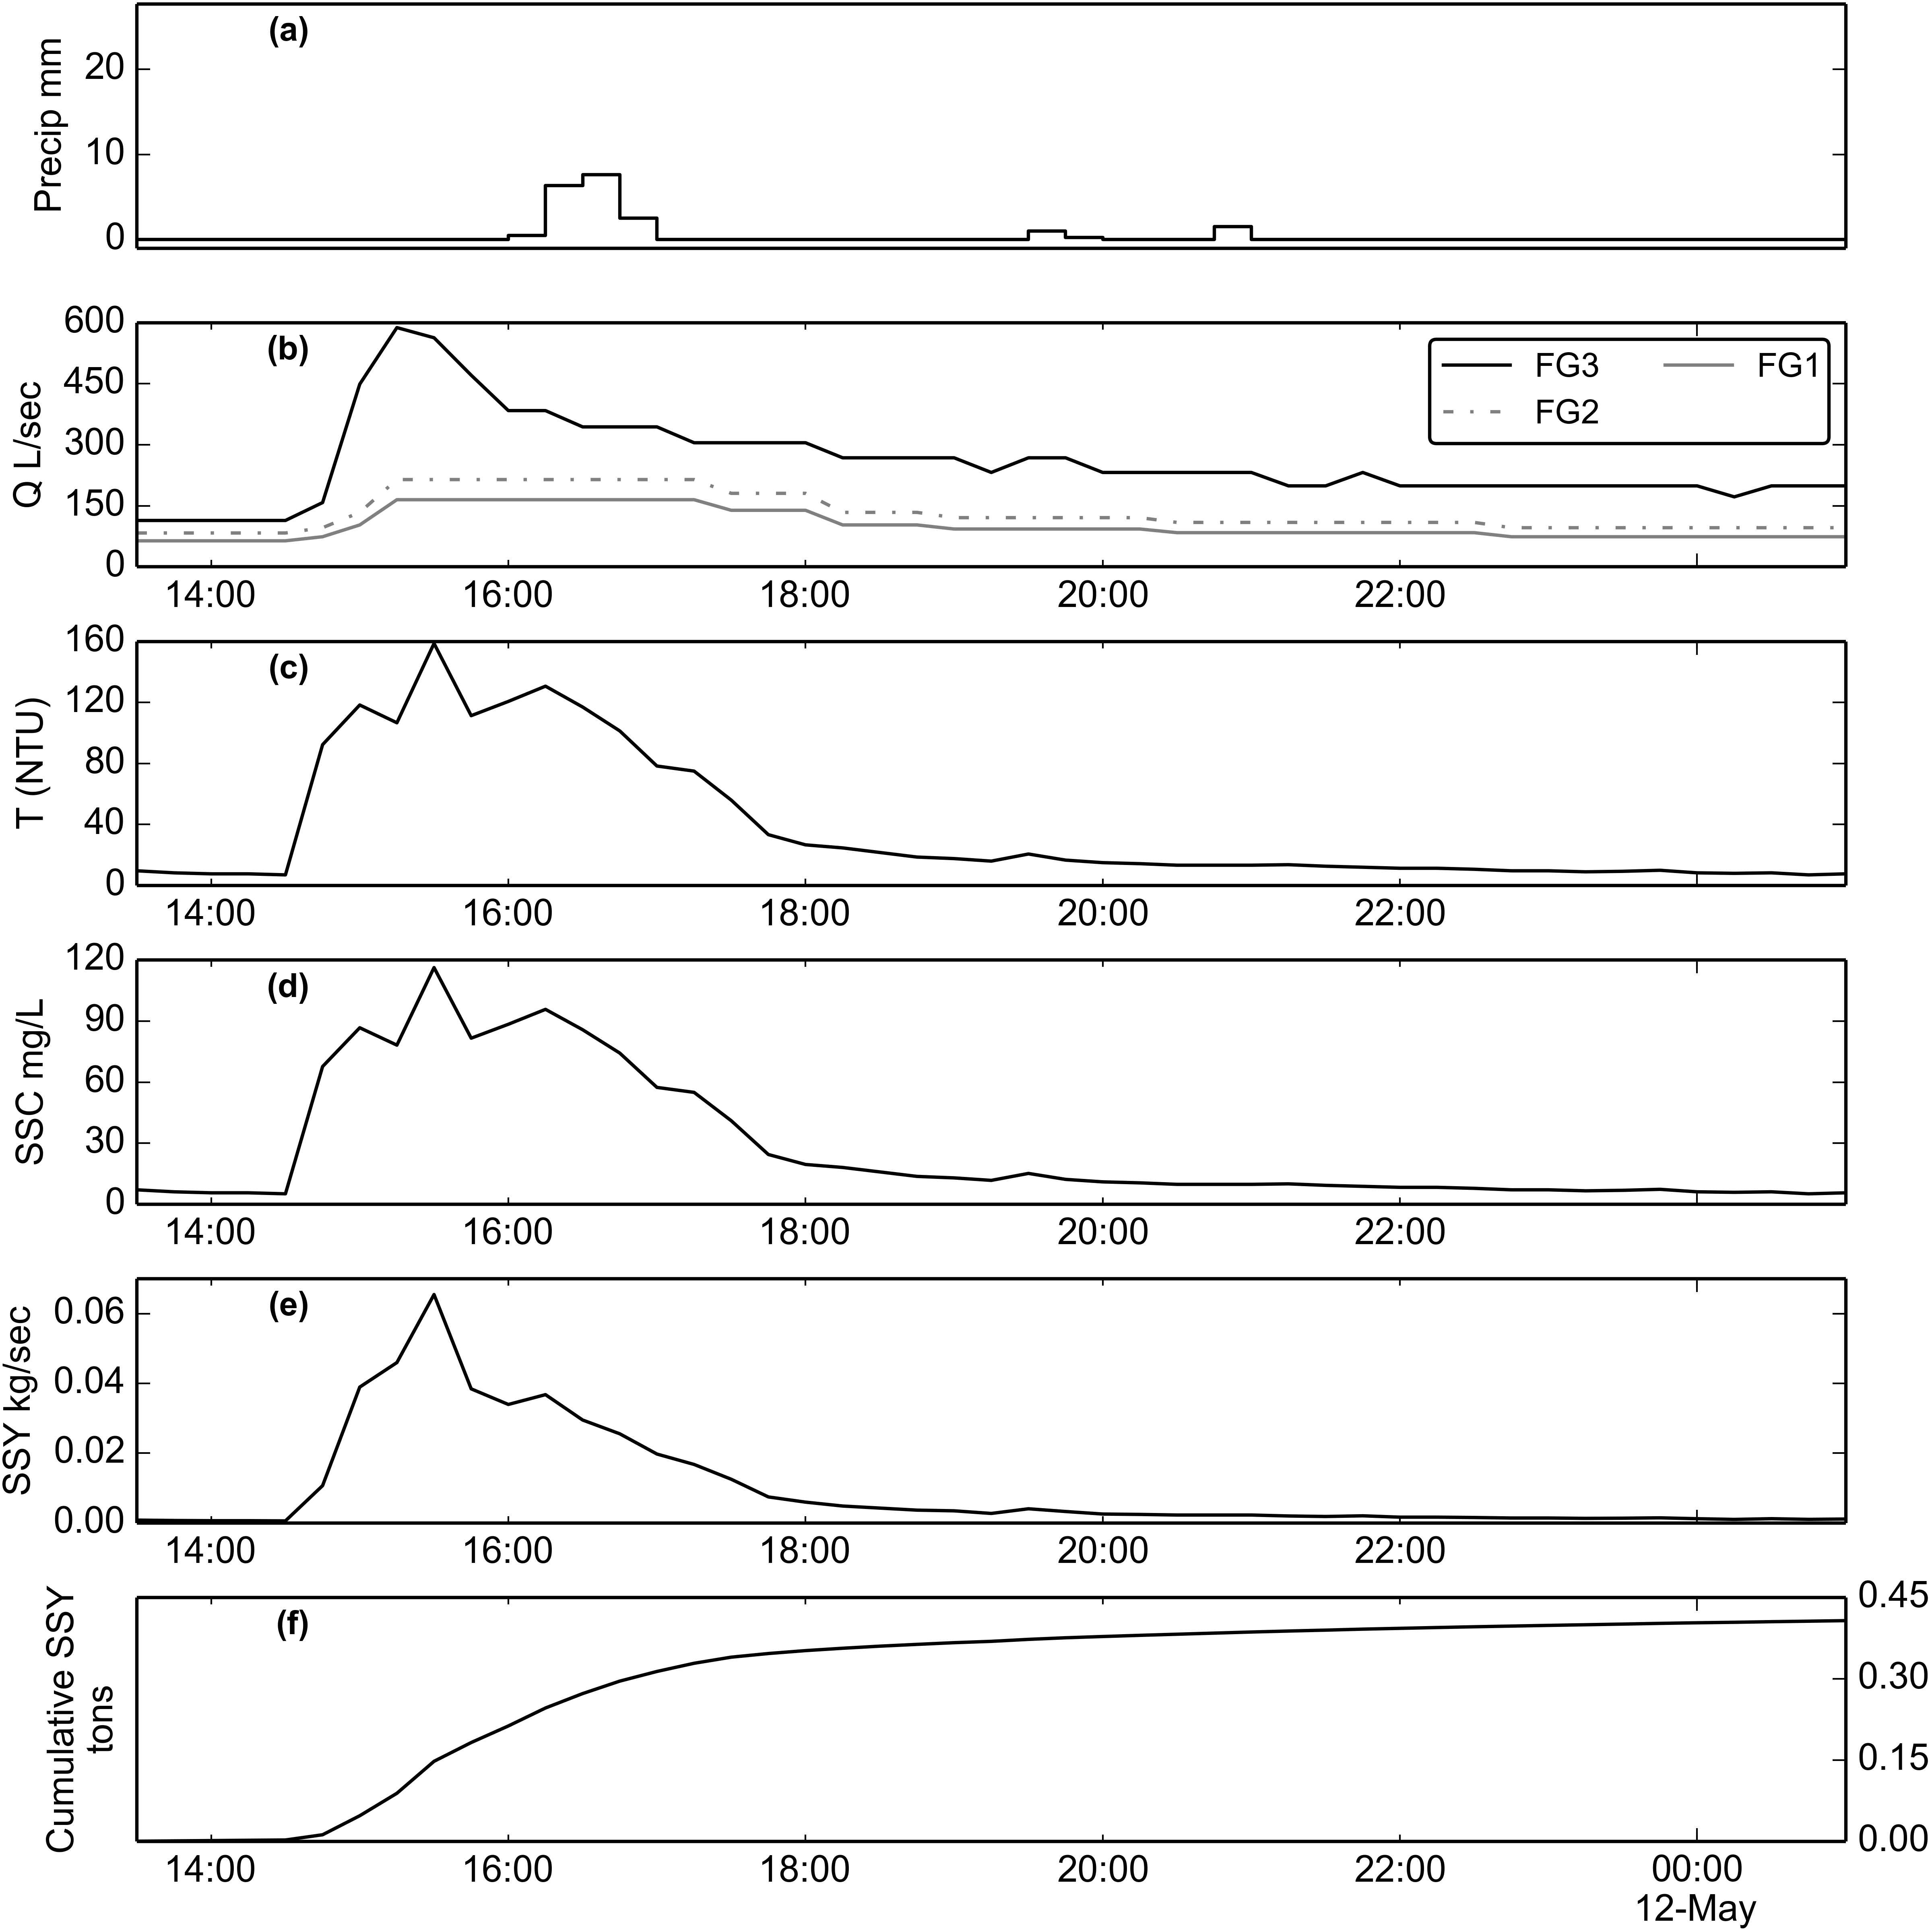 (a)
Precip mm
20
10
0
(b)
Q L/sec
600
450
300
150
0
FG3 FG1
FG2
14:00 16:00 18:00 20:00 22:00
(c)
T (NTU)
160
120
80
40
0
14:00 16:00 18:00 20:00 22:00
(d)
SSC mg/L
120
90
60
30
0
14:00 16:00 18:00 20:00 22:00
(e)
SSY kg/sec
0.06
0.04
0.02
0.00
14:00 16:00 18:00 20:00 22:00
(f)
Cumulative SSY
tons
0.45
0.30
0.15
0.00
14:00 16:00 18:00 20:00 22:00 00:00
12-May